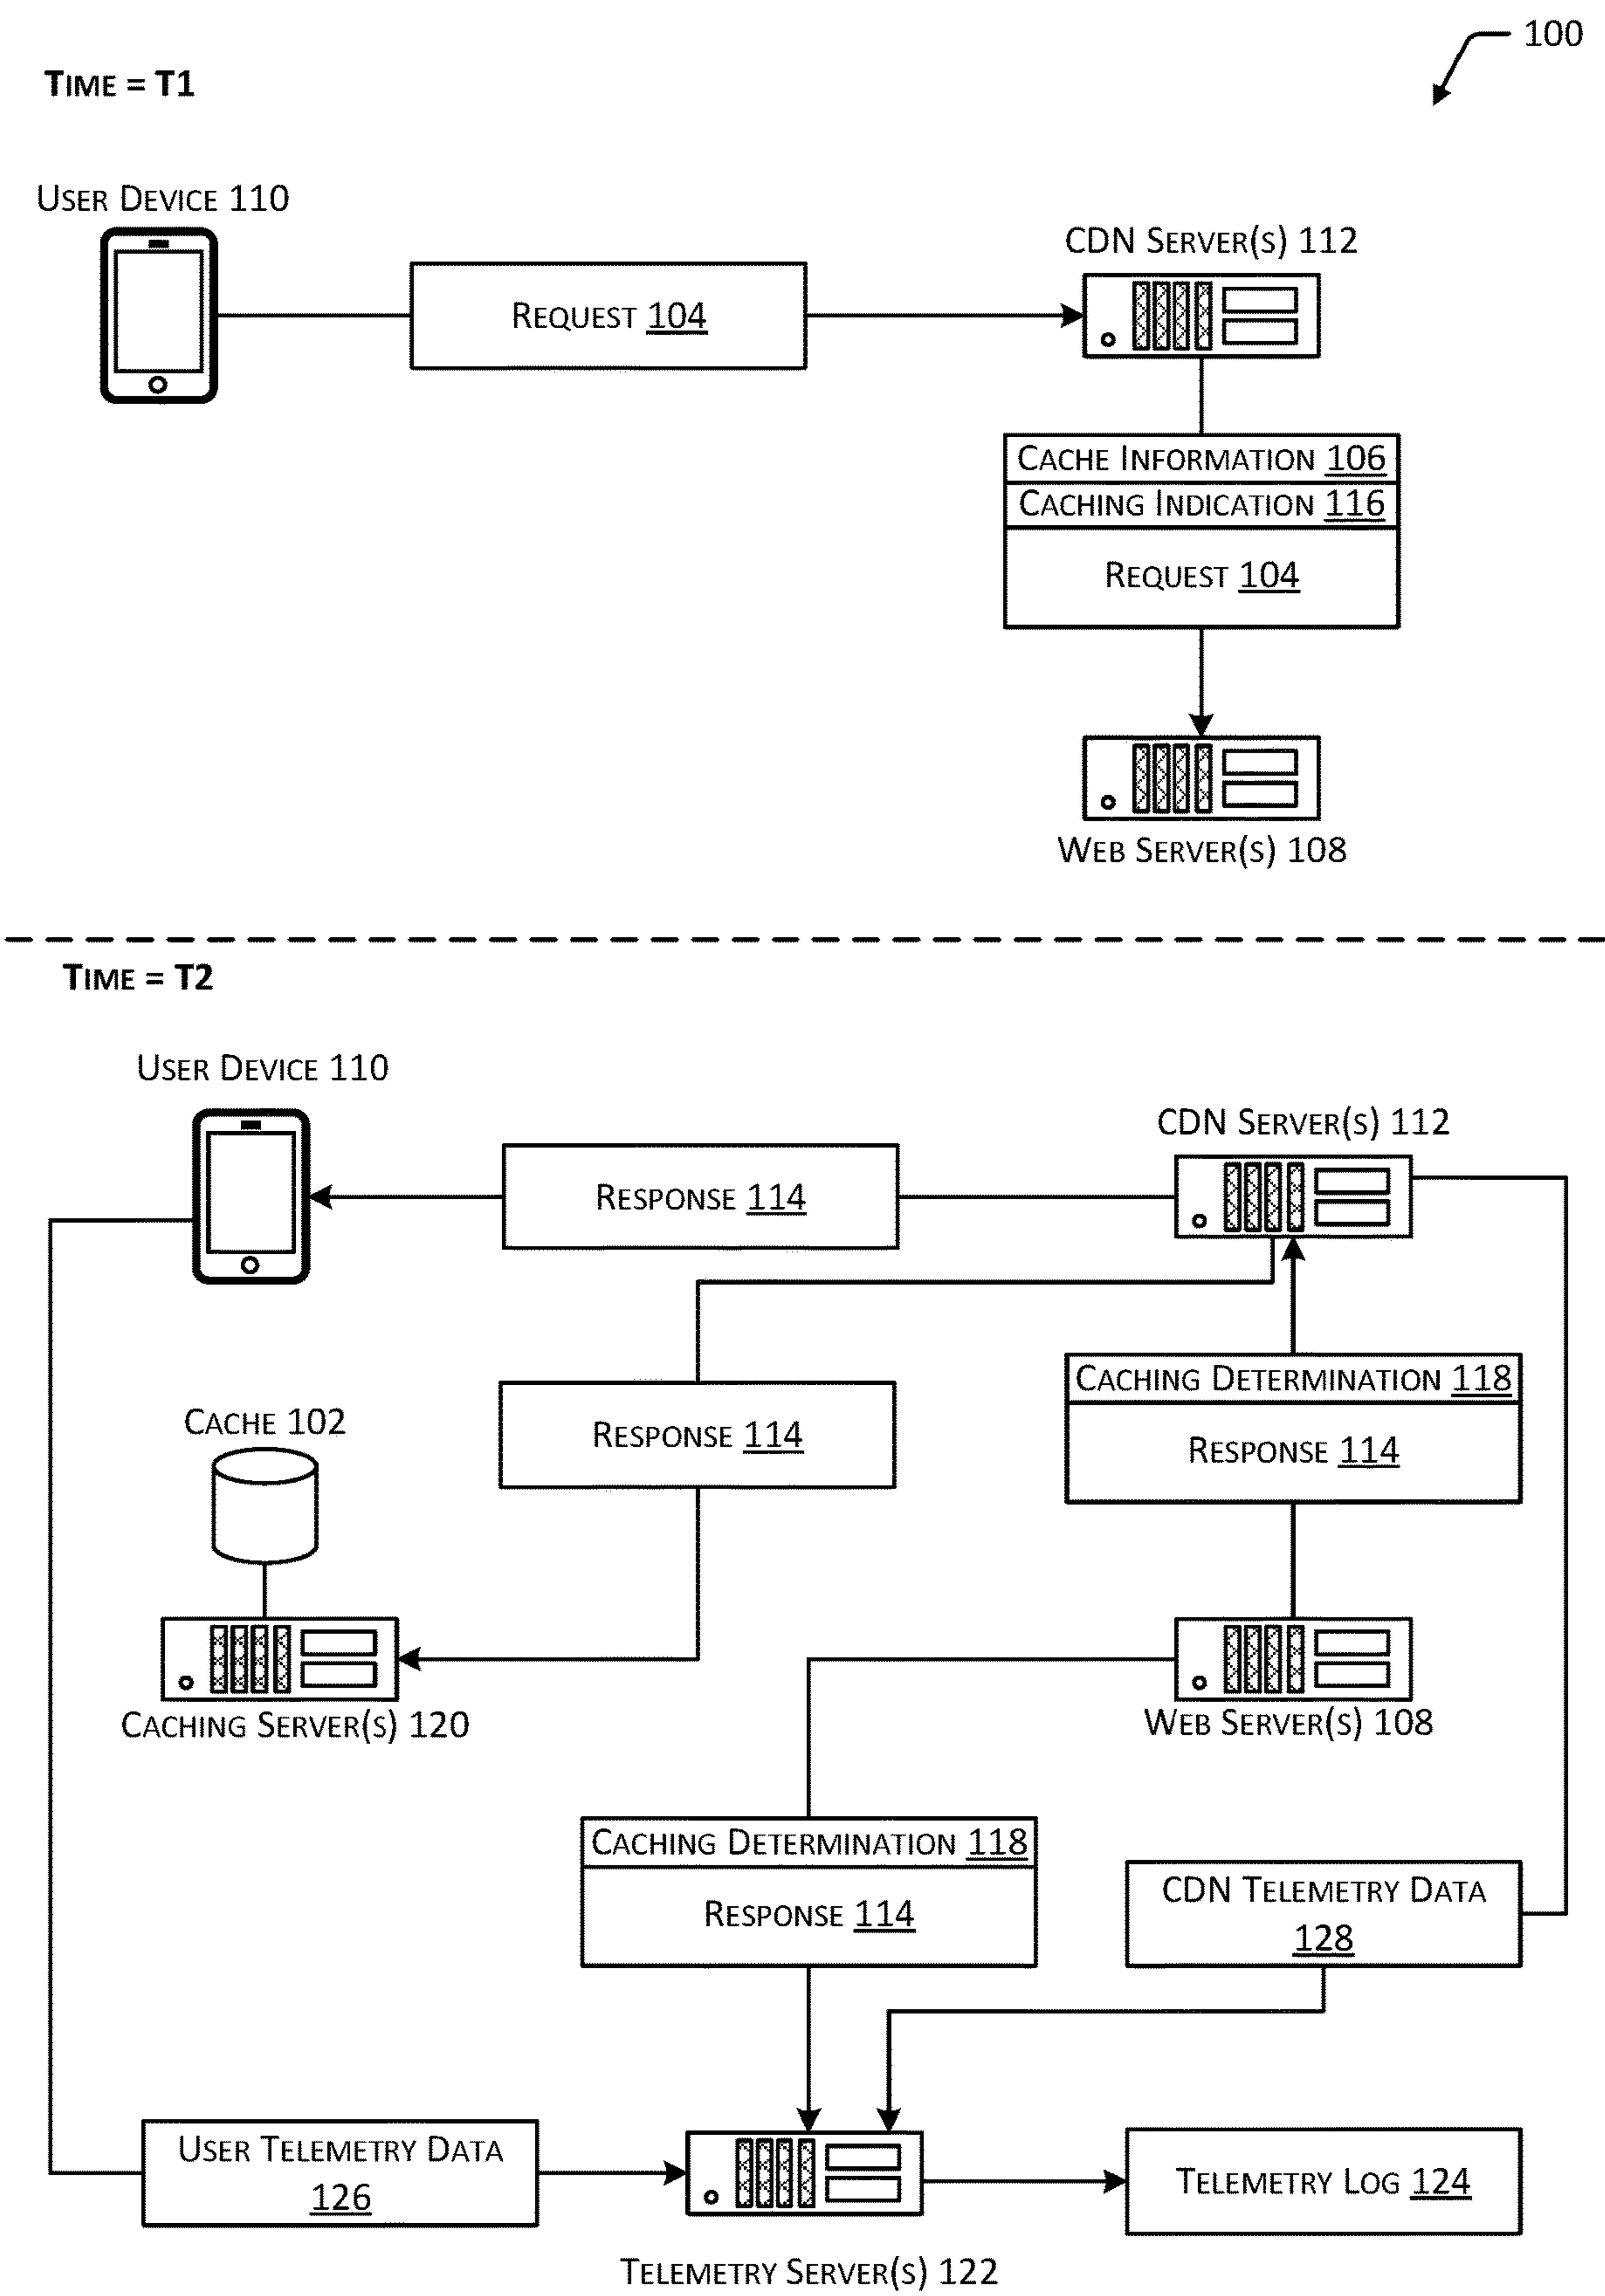 100
TIME = T1
USER DEVICE 110
CDN SERVER(S) 112
REQUEST 104
CACHE INFORMATION 106
CACHING INDICATION 116
REQUEST 104
WEB SERVER(S) 108
TIME = T2
USER DEVICE 110
CDN SERVER(S) 112
RESPONSE 114
CACHING DETERMINATION 118
RESPONSE 114
CACHE 102
RESPONSE 114
CACHING SERVER(S) 120
WEB SERVER(S) 108
CACHING DETERMINATION 118
RESPONSE 114
CDN TELEMETRY DATA
128
USER TELEMETRY DATA
126
TELEMETRY LOG 124
TELEMETRY SERVER(S) 122